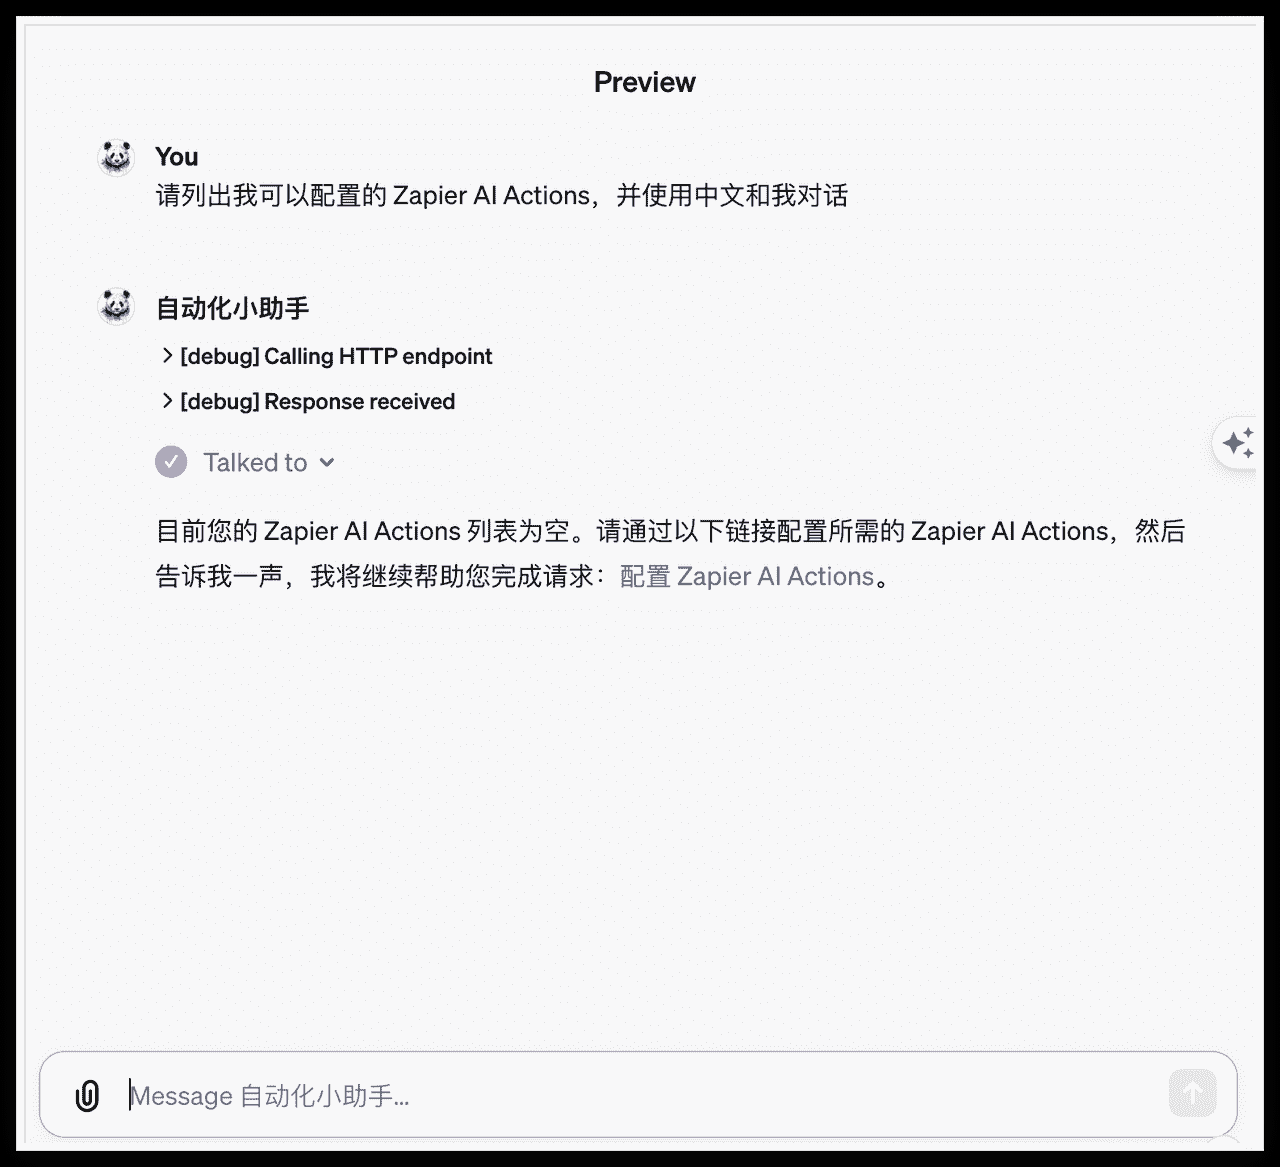 Preview
You
请列出我可以配置的 Zapier AI Actions，并使用中文和我对话
自动化小助手
[debug] Calling HTTP endpoint
[debug] Response received
Talked to
目前您的 Zapier AI Actions 列表为空。请通过以下链接配置所需的 Zapier AI Actions，然后
告诉我一声，我将继续帮助您完成请求：配置 Zapier AI Actions。
Message 自动化小助手...